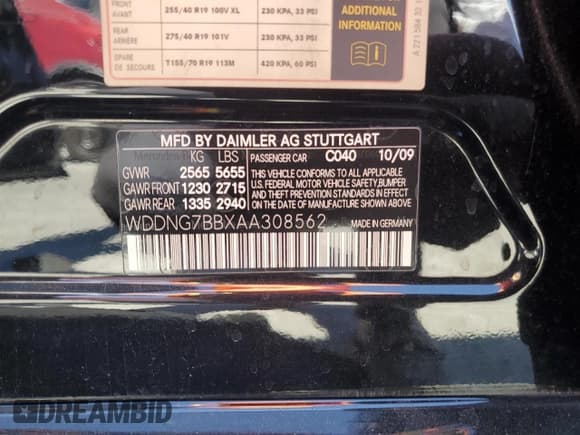 FRONT 255/40 R19 100V XL 230 KPA, 33 PSI
AVANT
REAR 275/40 R19 101V 230 KPA, 33 PSI
ARRIÈRE
SPARE T155/70 R19 113M 420 KPA, 60 PSI
DE SECOURS
ADDITIONAL
INFORMATION
A 221 584
MFD BY DAIMLER AG STUTTGART
KG LBS PASSENGER CAR C040 10/09
GVWR 2565 5655
GAWR FRONT 1230 2715
GAWR REAR 1335 2940
THIS VEHICLE CONFORMS TO ALL APPLICABLE
U.S. FEDERAL MOTOR VEHICLE SAFETY, BUMPER
AND THEFT PREVENTION STANDARDS IN EFFECT
ON THE DATE OF MANUFACTURE SHOWN ABOVE.
WDDNG7BBXAA308562
MADE IN GERMANY
DREAMBID